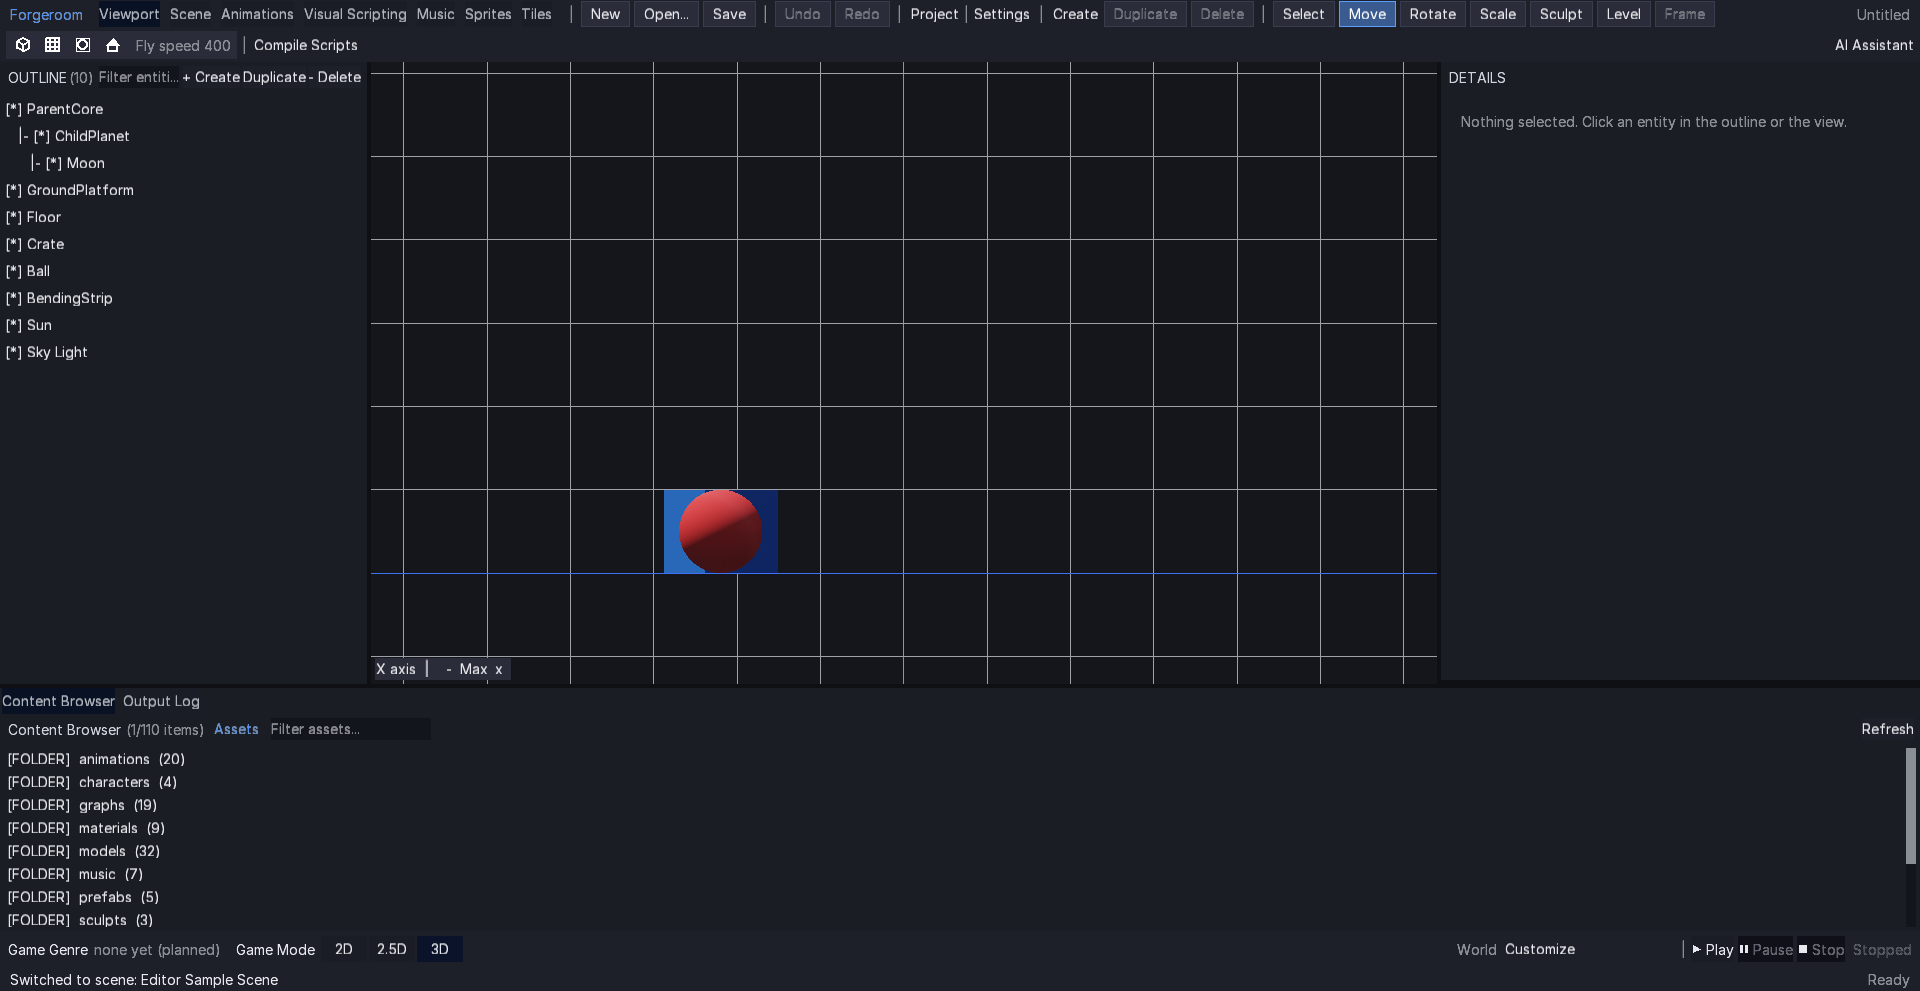 Forgeroom Viewport Scene Animations Visual Scripting Music Sprites Tiles | New Open... Save | Undo Redo | Project | Settings | Create Duplicate Delete | Select Move Rotate Scale Sculpt Level Frame Untitled
Fly speed 400 | Compile Scripts AI Assistant
OUTLINE (10) Filter entiti... + Create Duplicate - Delete
DETAILS
[*] ParentCore
|- [*] ChildPlanet
|- [*] Moon
[*] GroundPlatform
[*] Floor
[*] Crate
[*] Ball
[*] BendingStrip
[*] Sun
[*] Sky Light
Nothing selected. Click an entity in the outline or the view.
X axis | - Max x
Content Browser Output Log
Content Browser (1/110 items) Assets Filter assets... Refresh
[FOLDER] animations (20)
[FOLDER] characters (4)
[FOLDER] graphs (19)
[FOLDER] materials (9)
[FOLDER] models (32)
[FOLDER] music (7)
[FOLDER] prefabs (5)
[FOLDER] sculpts (3)
Game Genre none yet (planned) Game Mode 2D 2.5D 3D World Customize | Play Pause Stop Stopped
Switched to scene: Editor Sample Scene Ready